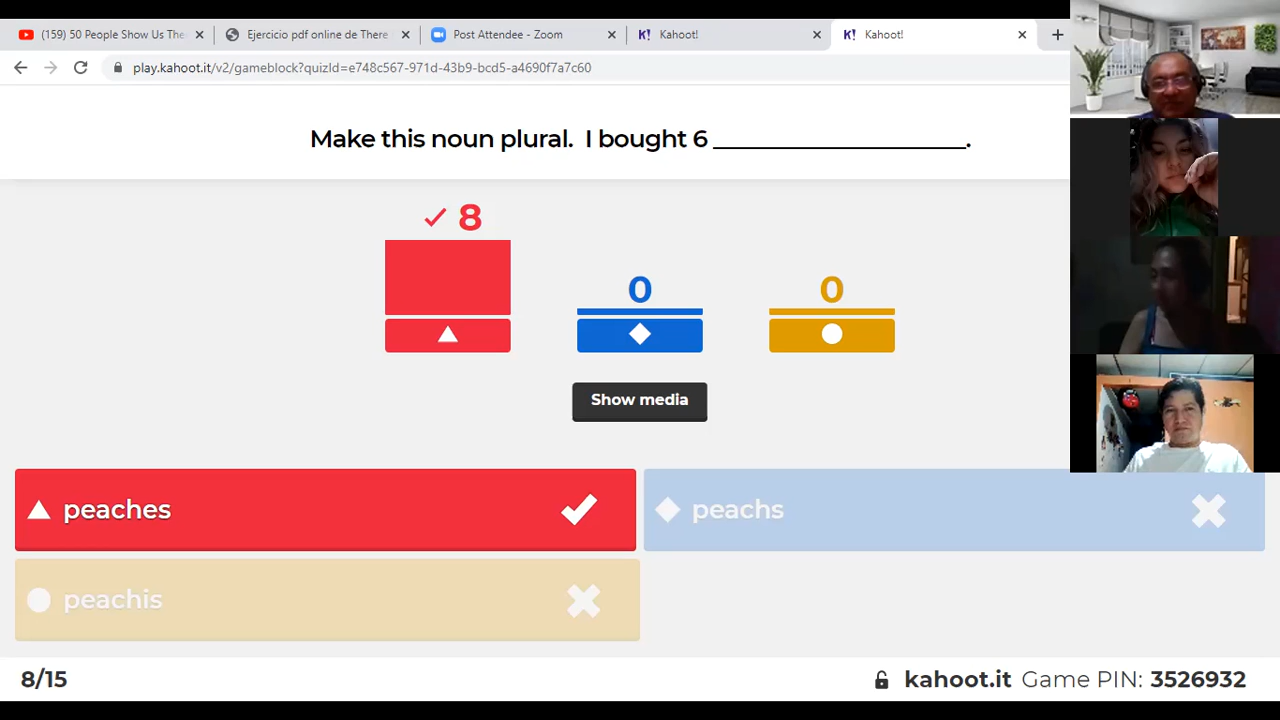 (159) 50 People Show Us The
Ejercicio pdf online de There
Post Attendee - Zoom
K! Kahoot!
K! Kahoot!
play.kahoot.it/v2/gameblock?quizId=e748c567-971d-43b9-bcd5-a4690f7a7c60
Make this noun plural. I bought 6 __________________.
8
0
0
Show media
peaches
peachs
peachis
8/15
kahoot.it Game PIN: 3526932